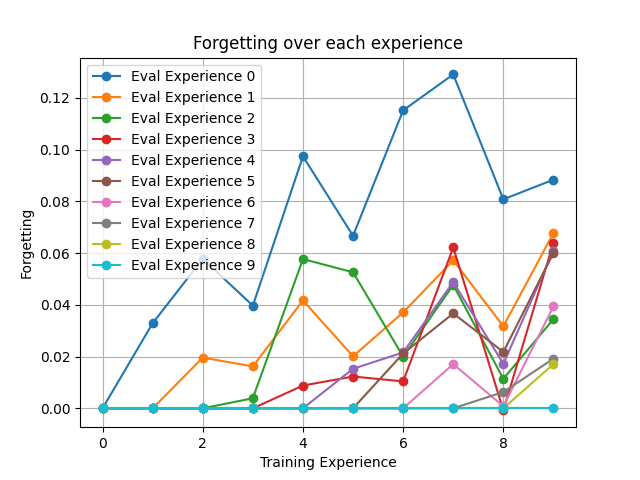 Forgetting over each experience
Eval Experience 0
Eval Experience 1
Eval Experience 2
Eval Experience 3
Eval Experience 4
Eval Experience 5
Eval Experience 6
Eval Experience 7
Eval Experience 8
Eval Experience 9
Forgetting
0.12
0.10
0.08
0.06
0.04
0.02
0.00
0 2 4 6 8
Training Experience